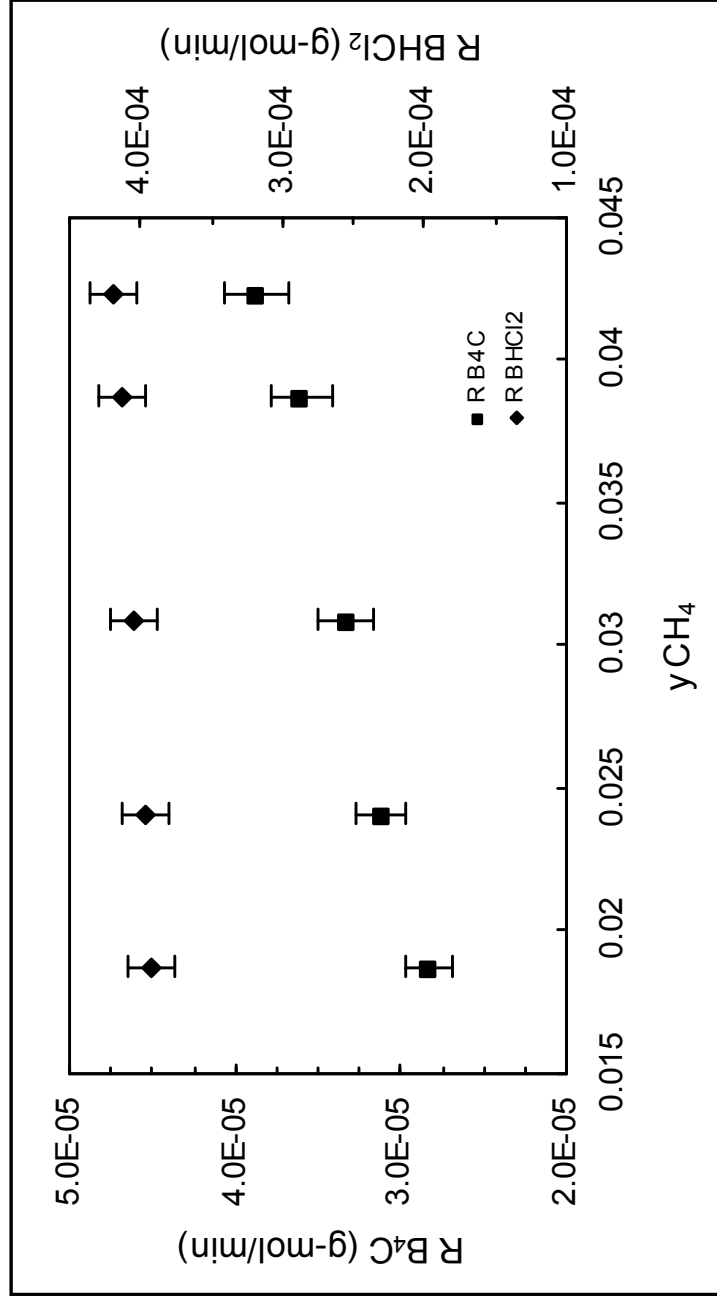 R B₄C (g-mol/min)
5.0E-05
4.0E-05
3.0E-05
2.0E-05
R BHCl₂ (g-mol/min)
4.0E-04
3.0E-04
2.0E-04
1.0E-04
R B4C
R BHCl2
0.015
0.02
0.025
0.03
0.035
0.04
0.045
y CH₄